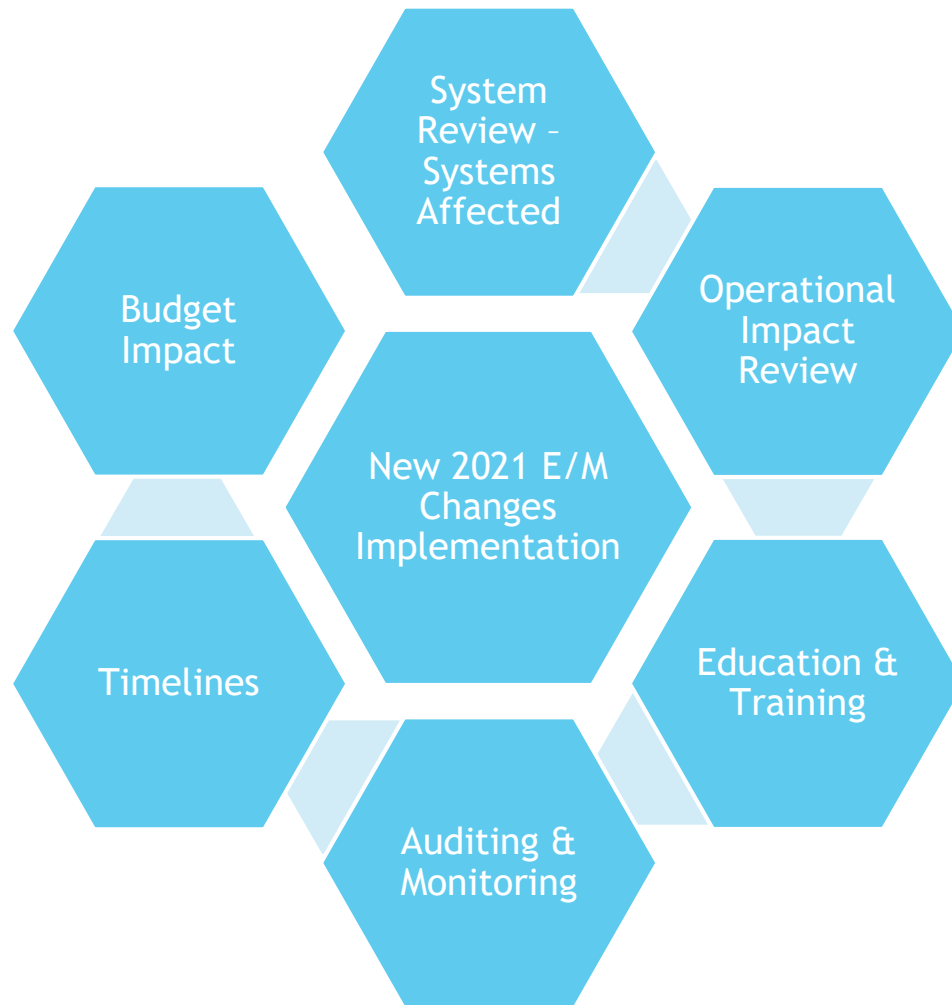 System
Review –
Systems
Affected
Operational
Impact
Review
Budget
Impact
New 2021 E/M
Changes
Implementation
Education &
Training
Timelines
Auditing &
Monitoring